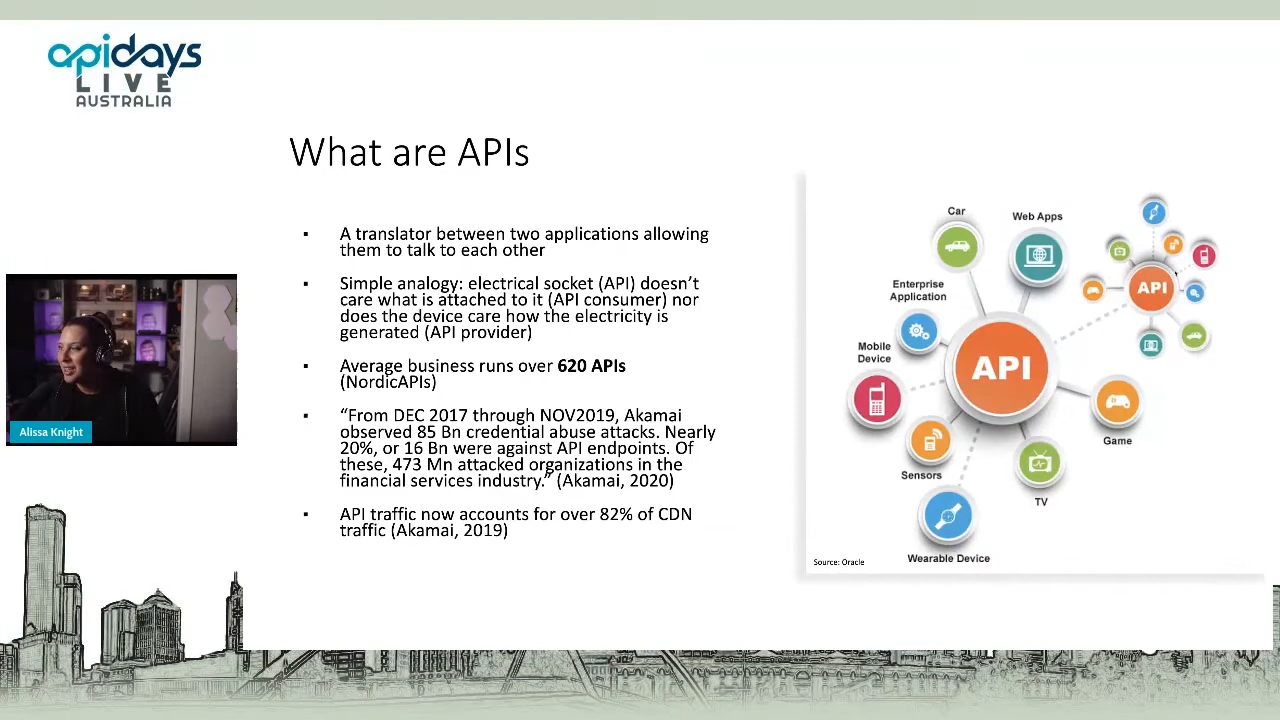 apidays
LIVE
AUSTRALIA
What are APIs
▪ A translator between two applications allowing
them to talk to each other
▪ Simple analogy: electrical socket (API) doesn’t
care what is attached to it (API consumer) nor
does the device care how the electricity is
generated (API provider)
▪ Average business runs over 620 APIs
(NordicAPIs)
▪ “From DEC 2017 through NOV2019, Akamai
observed 85 Bn credential abuse attacks. Nearly
20%, or 16 Bn were against API endpoints. Of
these, 473 Mn attacked organizations in the
financial services industry.” (Akamai, 2020)
▪ API traffic now accounts for over 82% of CDN
traffic (Akamai, 2019)
Alissa Knight
Car
Web Apps
Enterprise
Application
Mobile
Device
API
API
Game
Sensors
TV
Wearable Device
Source: Oracle